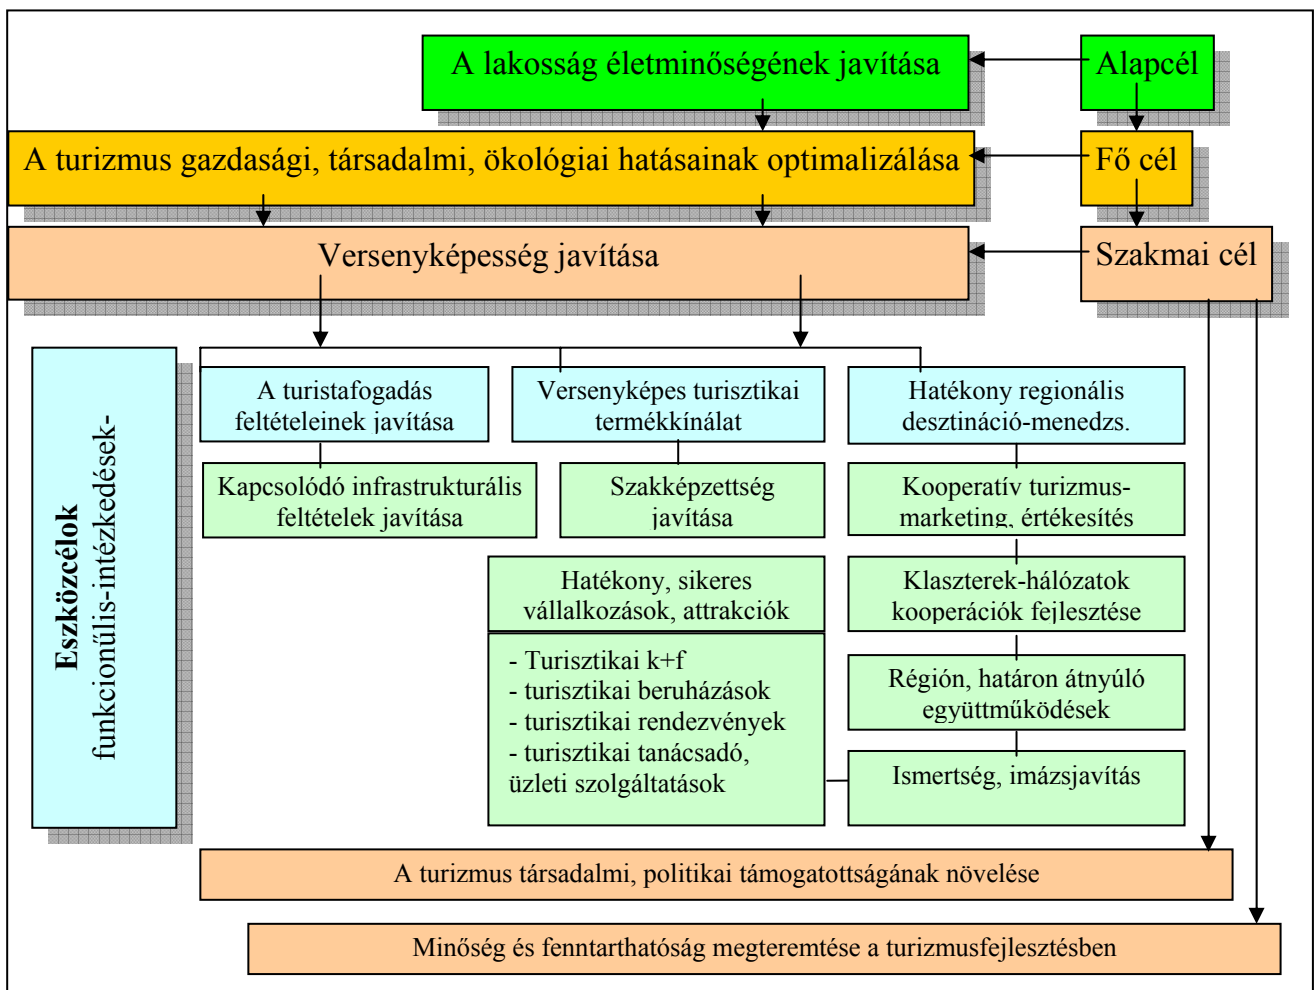 A lakosság életminőségének javítása
Alapcél
A turizmus gazdasági, társadalmi, ökológiai hatásainak optimalizálása
Fő cél
Versenyképesség javítása
Szakmai cél
Eszközcélok
funkcionűlis-intézkedések-
A turistafogadás
feltételeinek javítása
Versenyképes turisztikai
termékkínálat
Hatékony regionális
desztináció-menedzs.
Kapcsolódó infrastrukturális
feltételek javítása
Szakképzettség
javítása
Kooperatív turizmus-
marketing, értékesítés
Hatékony, sikeres
vállalkozások, attrakciók
Klaszterek-hálózatok
kooperációk fejlesztése
- Turisztikai k+f
- turisztikai beruházások
- turisztikai rendezvények
- turisztikai tanácsadó,
üzleti szolgáltatások
Régión, határon átnyúló
együttműködések
Ismertség, imázsjavítás
A turizmus társadalmi, politikai támogatottságának növelése
Minőség és fenntarthatóság megteremtése a turizmusfejlesztésben